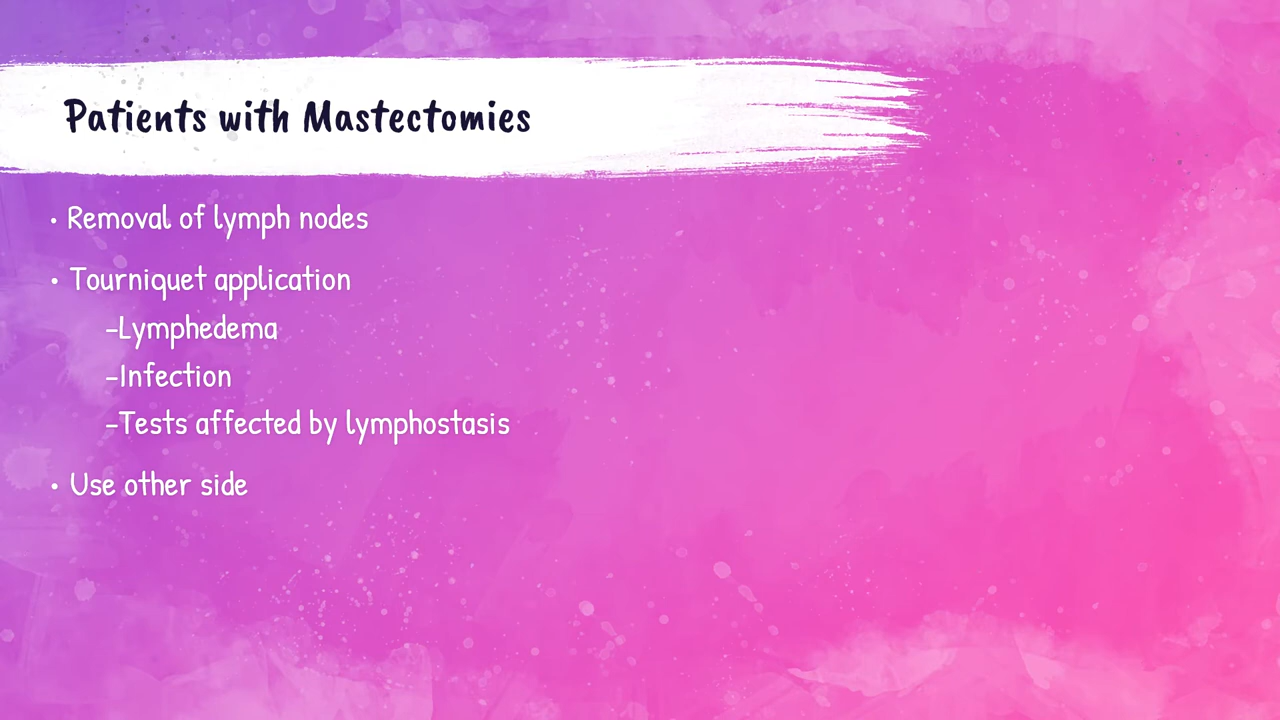 Patients with Mastectomies
• Removal of lymph nodes
• Tourniquet application
-Lymphedema
-Infection
-Tests affected by lymphostasis
• Use other side